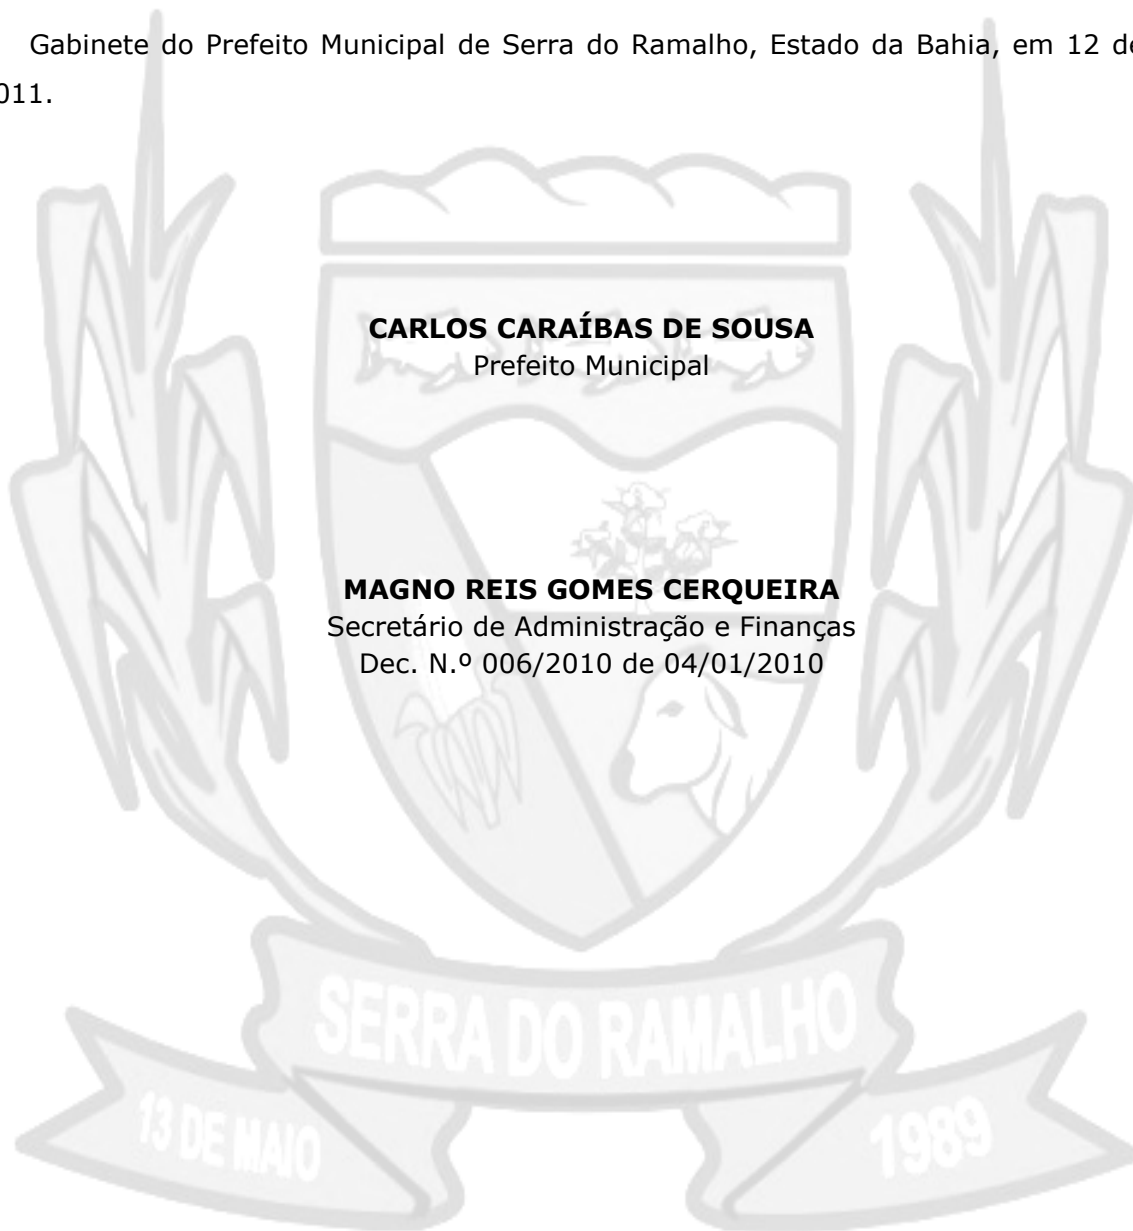 Gabinete do Prefeito Municipal de Serra do Ramalho, Estado da Bahia, em 12 de
011.
CARLOS CARAÍBAS DE SOUSA
Prefeito Municipal
MAGNO REIS GOMES CERQUEIRA
Secretário de Administração e Finanças
Dec. N.º 006/2010 de 04/01/2010
SERRA DO RAMALHO
13 DE MAIO
1989